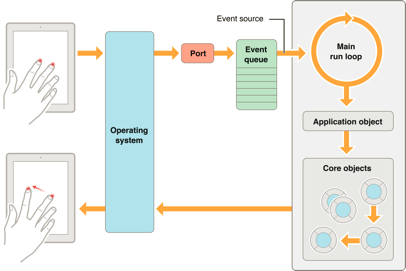 Event source
Operating
system
Port
Event
queue
Main
run loop
Application object
Core objects